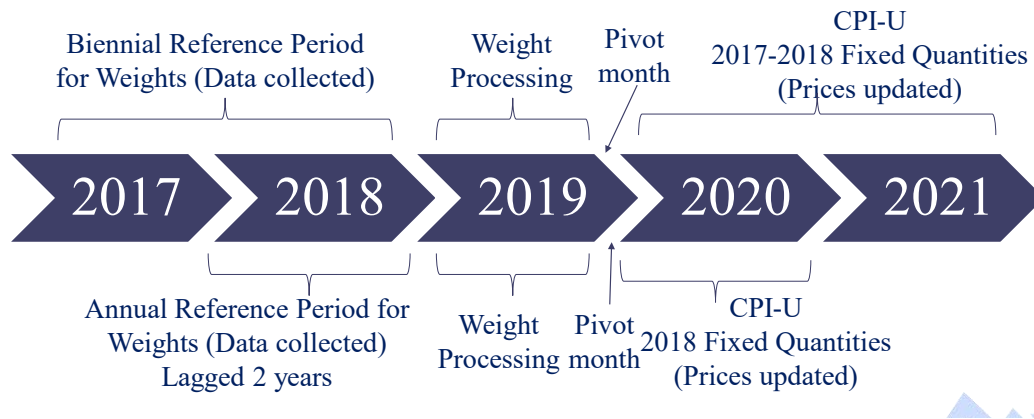 Biennial Reference Period
for Weights (Data collected)
Weight
Processing
Pivot
month
CPI-U
2017-2018 Fixed Quantities
(Prices updated)
2017
2018
2019
2020
2021
Annual Reference Period for
Weights (Data collected)
Lagged 2 years
Weight
Processing
Pivot
month
CPI-U
2018 Fixed Quantities
(Prices updated)